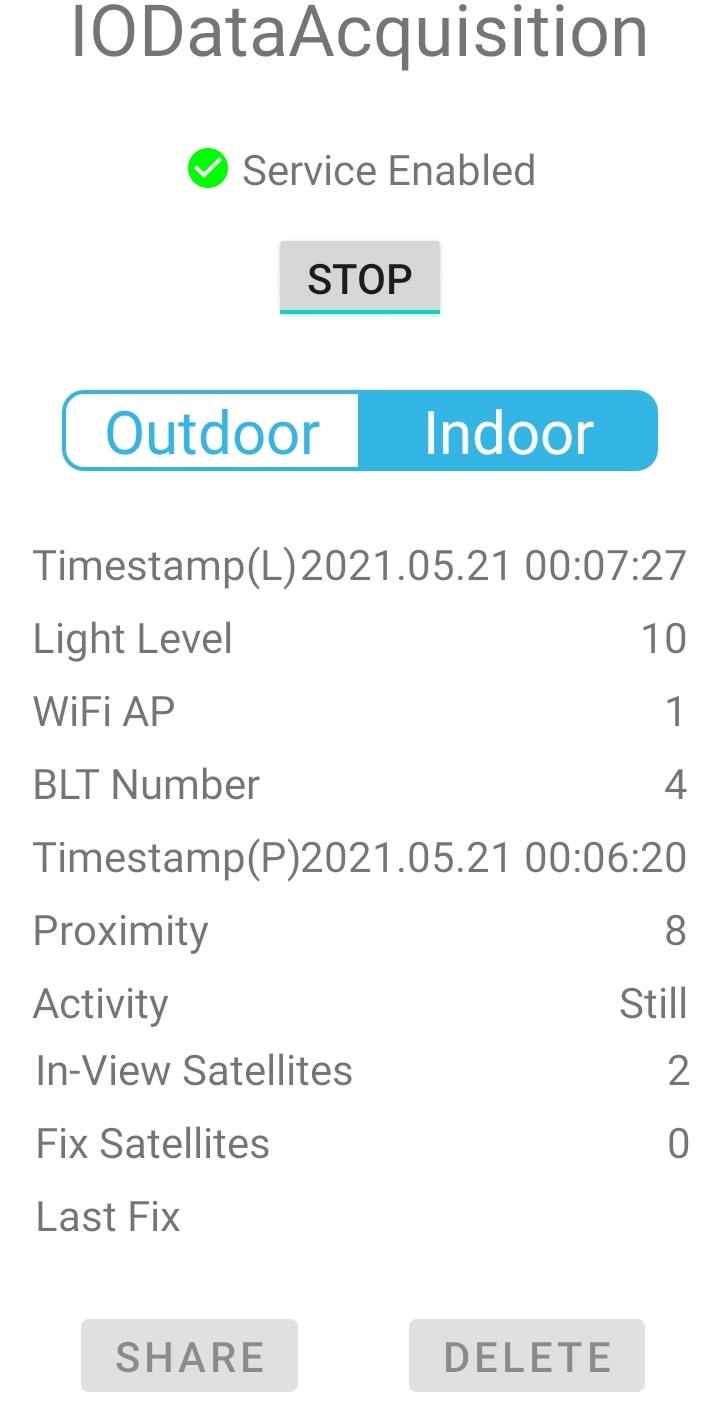 IODataAcquisition
Service Enabled
STOP
Outdoor Indoor
Timestamp(L) 2021.05.21 00:07:27
Light Level 10
WiFi AP 1
BLT Number 4
Timestamp(P) 2021.05.21 00:06:20
Proximity 8
Activity Still
In-View Satellites 2
Fix Satellites 0
Last Fix
SHARE DELETE